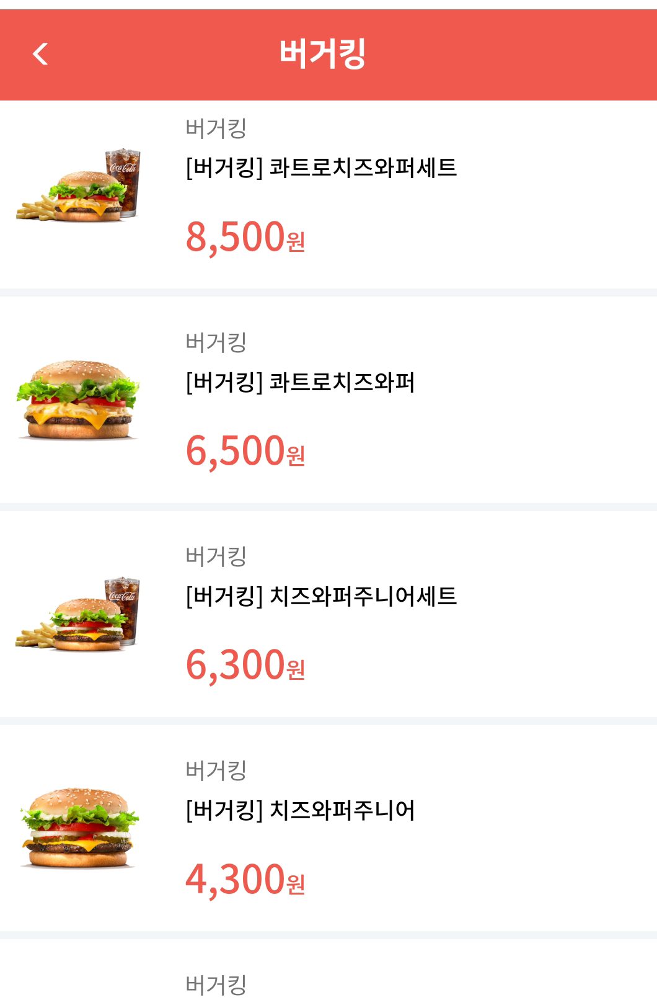 버거킹
버거킹
[버거킹] 콰트로치즈와퍼세트
Coca-Cola
8,500원
버거킹
[버거킹] 콰트로치즈와퍼
6,500원
버거킹
[버거킹] 치즈와퍼주니어세트
Coca-Cola
6,300원
버거킹
[버거킹] 치즈와퍼주니어
4,300원
버거킹